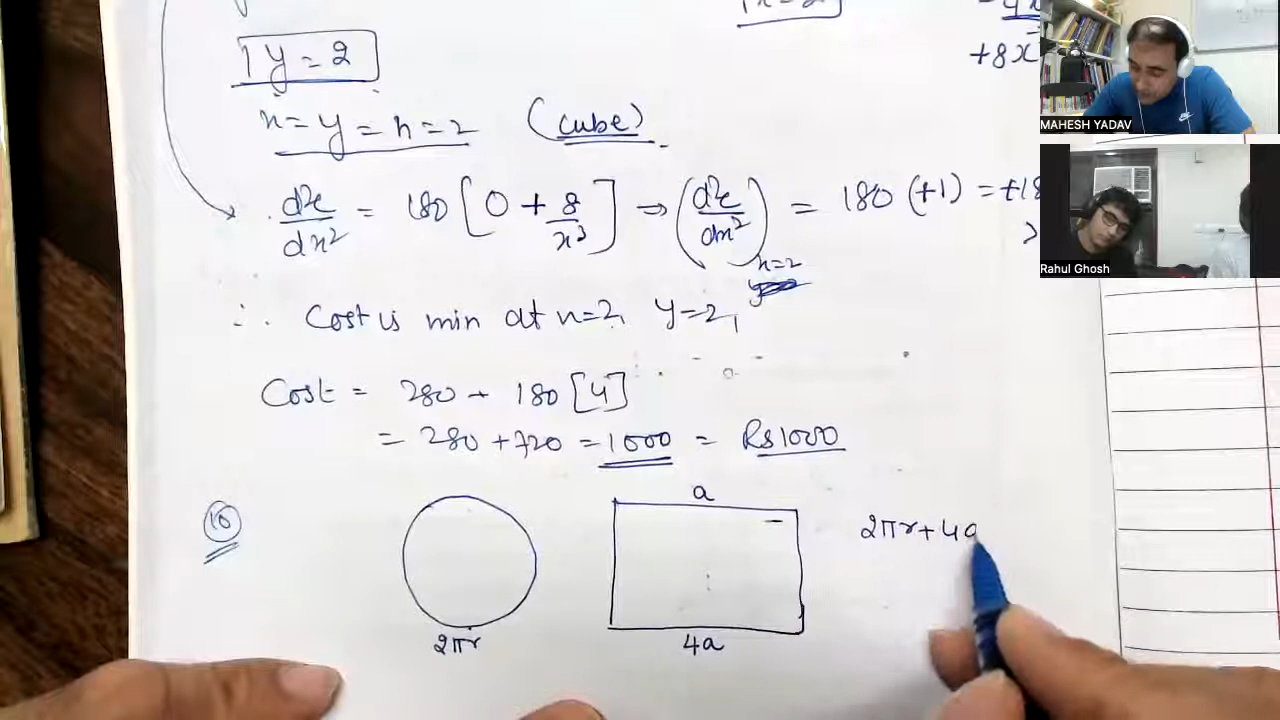 y = 2
x = y = h = 2 (cube)
d²c/dx² = 180 [0 + 8/x³] ⇒ (d²c/dx²) x=2 = 180 (+1) = +18
>
∴ Cost is min at x=2, y=2,
Cost = 280 + 180 [4]
= 280 + 720 = 1000 = Rs1000
10
a
2πr + 4a
2πr
4a
+8x
MAHESH YADAV
Rahul Ghosh